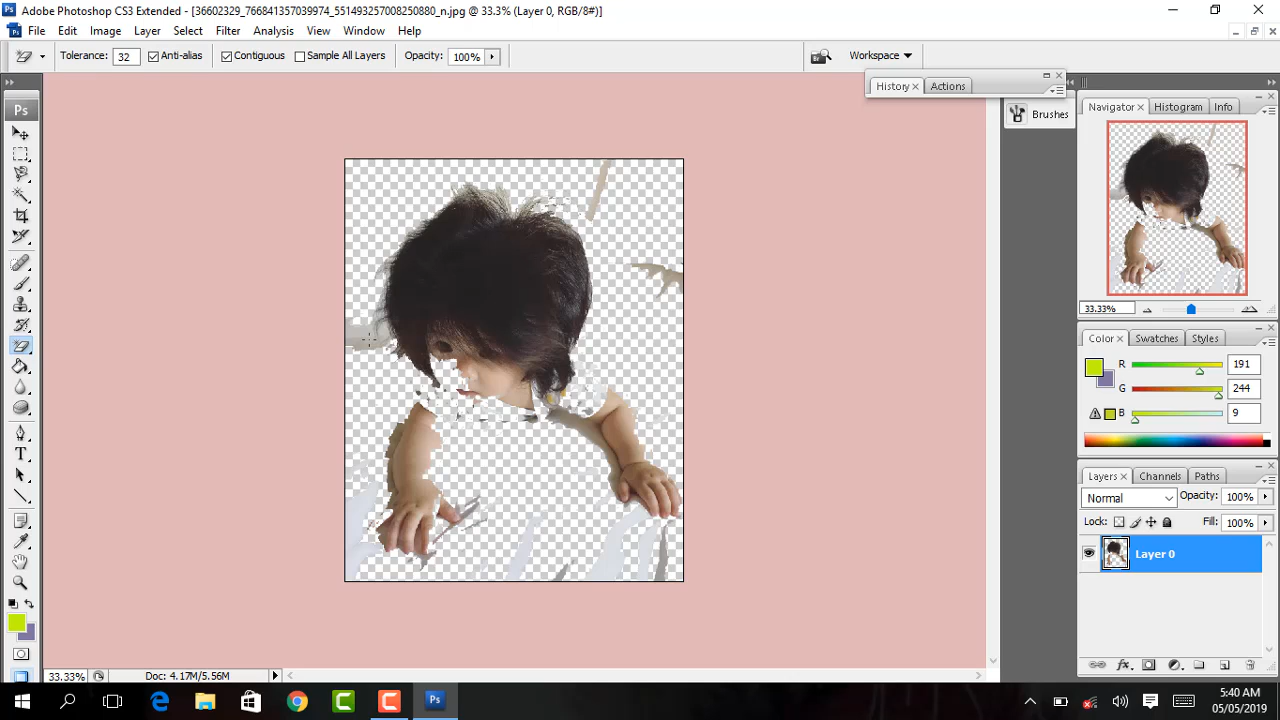 Adobe Photoshop CS3 Extended - [36602329_766841357039974_551493257008250880_n.jpg @ 33.3% (Layer 0, RGB/8#)]
File Edit Image Layer Select Filter Analysis View Window Help
Tolerance: 32 Anti-alias Contiguous Sample All Layers Opacity: 100% Workspace
History Actions
Brushes
Navigator Histogram Info
33.33%
Color Swatches Styles
R 191
G 244
B 9
Layers Channels Paths
Normal Opacity: 100%
Lock: Fill: 100%
Layer 0
33.33% Doc: 4.17M/5.56M
5:40 AM
05/05/2019